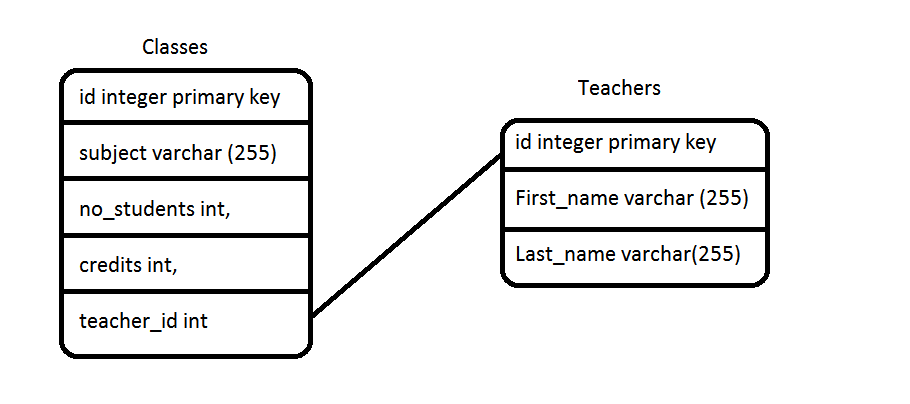 Classes
id integer primary key
subject varchar (255)
no_students int,
credits int,
teacher_id int
Teachers
id integer primary key
First_name varchar (255)
Last_name varchar(255)